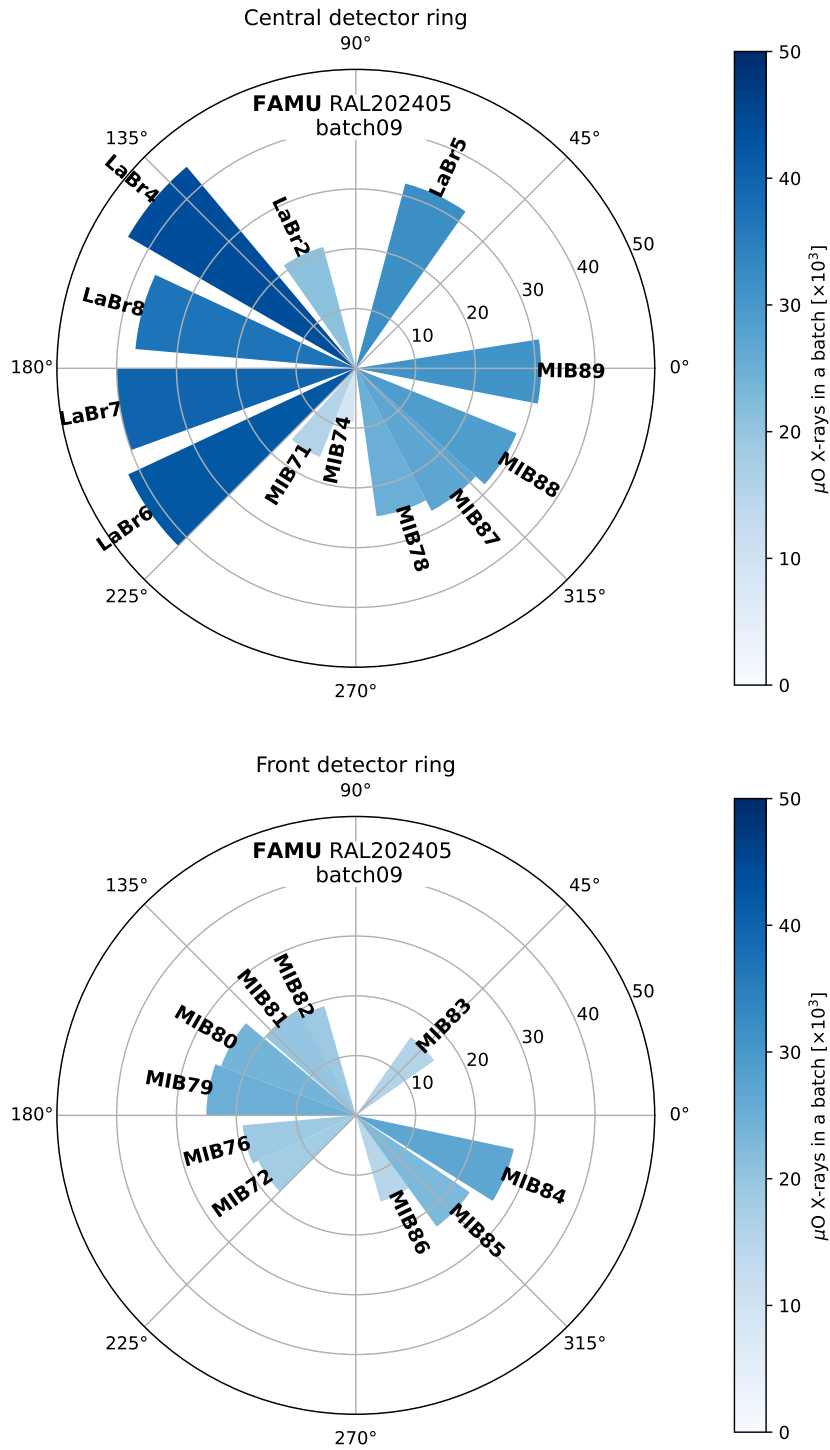 Central detector ring
90°
FAMU RAL202405
batch09
135°
45°
LaBr4
LaBr2
LaBr5
LaBr8
50
40
30
20
10
180°
0°
MIB89
LaBr7
MIB74
MIB71
MIB88
MIB87
MIB78
LaBr6
225°
315°
270°
50
40
30
20
10
0
μO X-rays in a batch [×10³]
Front detector ring
90°
FAMU RAL202405
batch09
135°
45°
MIB82
MIB81
MIB83
MIB80
MIB79
50
40
30
20
10
180°
0°
MIB76
MIB72
MIB84
MIB85
MIB86
225°
315°
270°
50
40
30
20
10
0
μO X-rays in a batch [×10³]